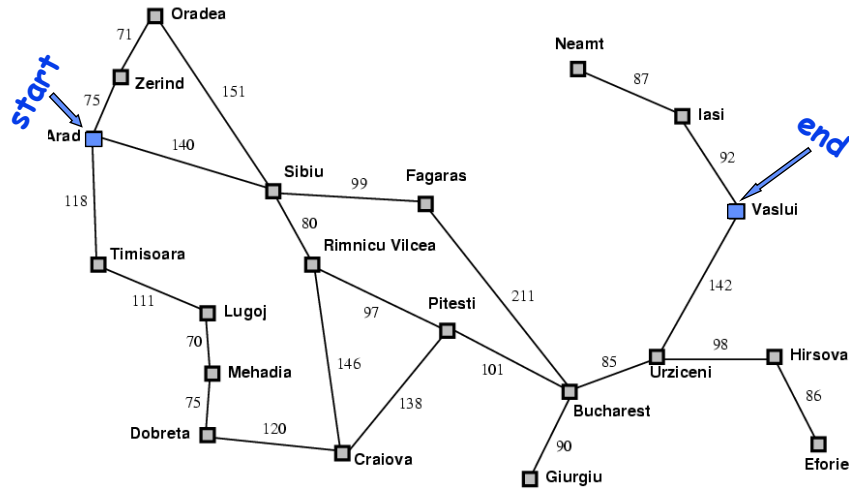 Oradea
71
Neamt
Zerind
87
start
75
151
Iasi
Arad
140
92
end
Sibiu
Fagaras
99
118
80
Vaslui
Timisoara
Rimnicu Vilcea
111
Lugoj
97
Pitesti
211
142
70
Mehadia
146
101
85
98
Hirsova
Urziceni
75
138
86
Dobreta
120
Bucharest
Craiova
90
Giurgiu
Eforie